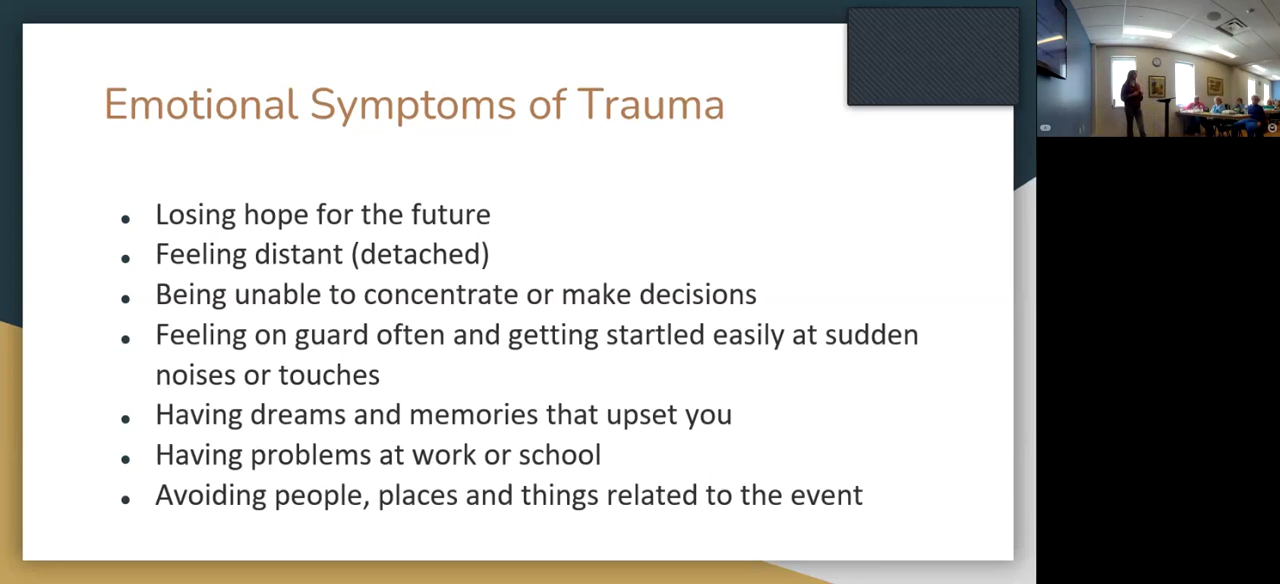 Emotional Symptoms of Trauma
• Losing hope for the future
• Feeling distant (detached)
• Being unable to concentrate or make decisions
• Feeling on guard often and getting startled easily at sudden
noises or touches
• Having dreams and memories that upset you
• Having problems at work or school
• Avoiding people, places and things related to the event